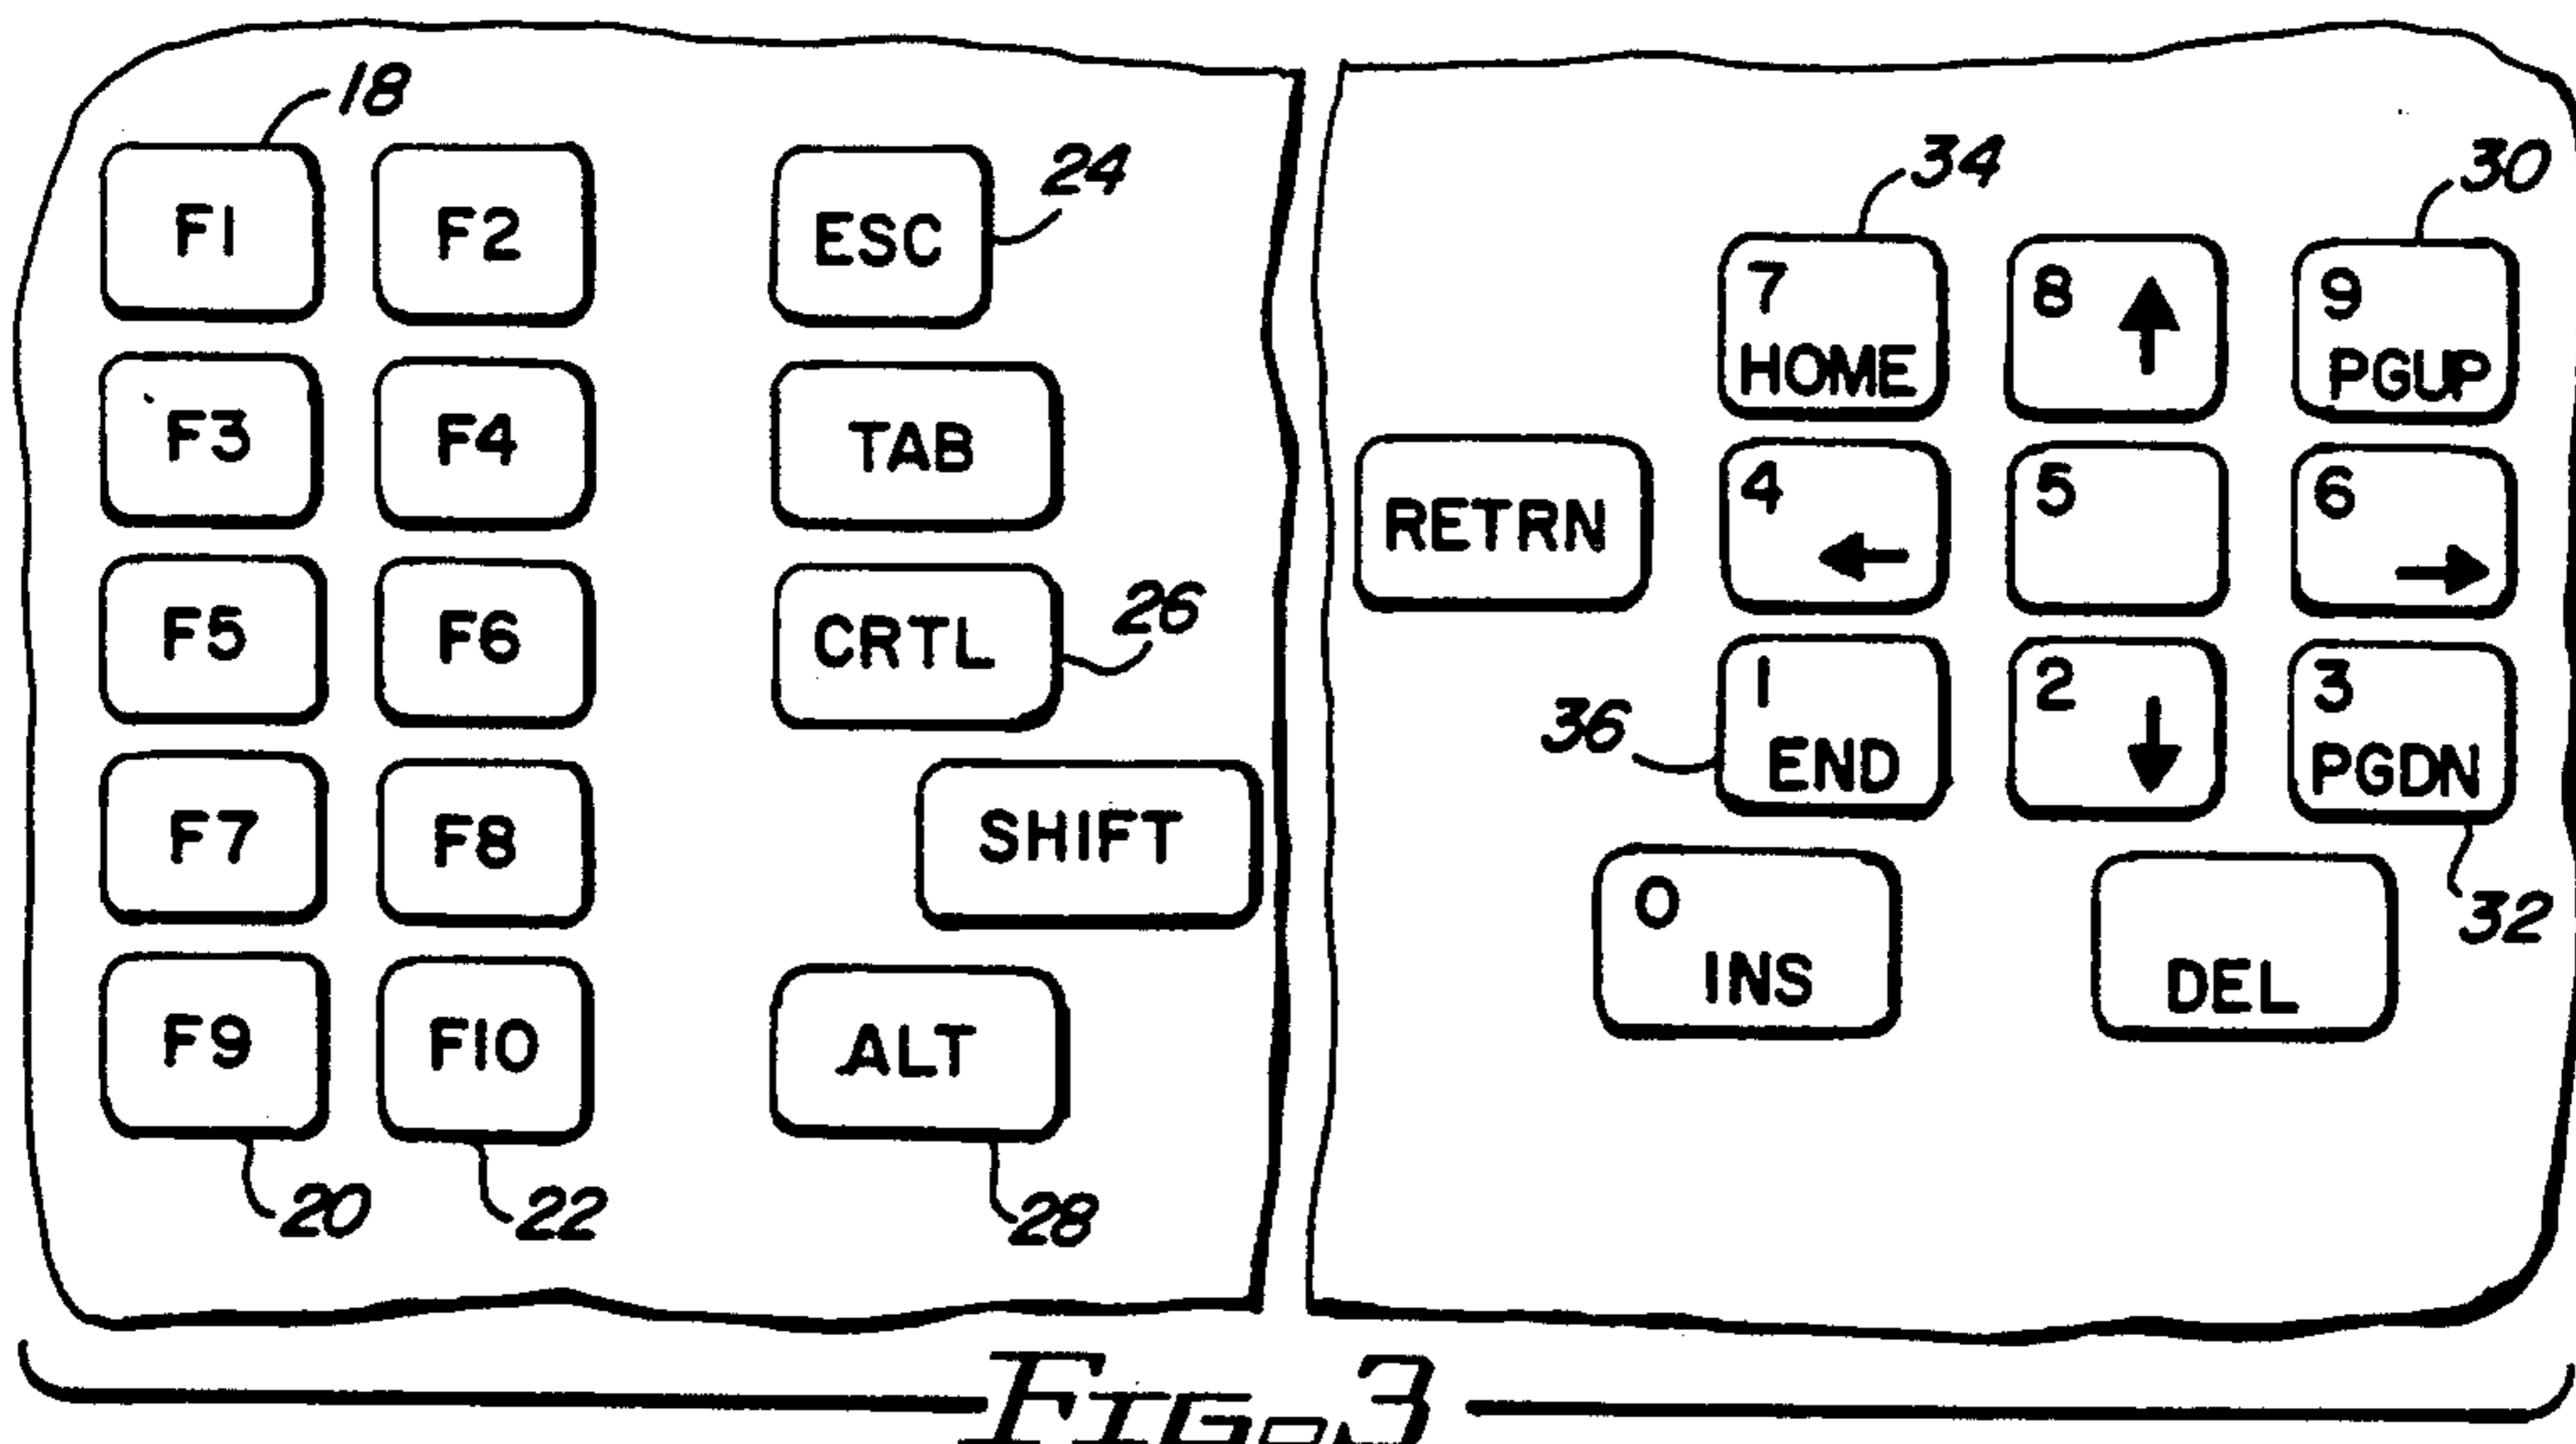 18
F1 F2 ESC 24
F3 F4 TAB
F5 F6 CRTL 26
F7 F8 SHIFT
F9 F10 ALT
20 22 28
34 30
7 HOME 8 ↑ 9 PGUP
RETRN 4 ← 5 6 →
36 1 END 2 ↓ 3 PGDN
32
0 INS DEL
FIG. 3